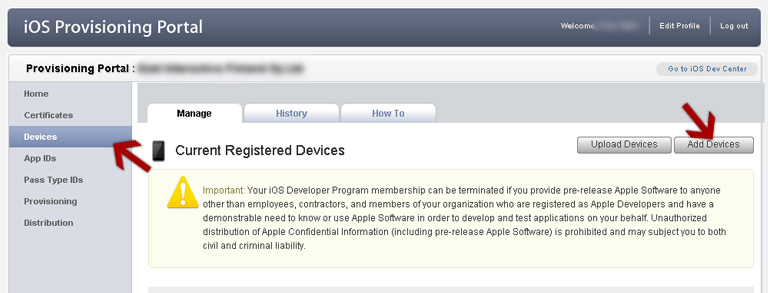 iOS Provisioning Portal
Welcome,
Edit Profile
Log out
Provisioning Portal :
Go to iOS Dev Center
Home
Certificates
Devices
App IDs
Pass Type IDs
Provisioning
Distribution
Manage
History
How To
Current Registered Devices
Upload Devices
Add Devices
Important: Your iOS Developer Program membership can be terminated if you provide pre-release Apple Software to anyone
other than employees, contractors, and members of your organization who are registered as Apple Developers and have a
demonstrable need to know or use Apple Software in order to develop and test applications on your behalf. Unauthorized
distribution of Apple Confidential Information (including pre-release Apple Software) is prohibited and may subject you to both
civil and criminal liability.